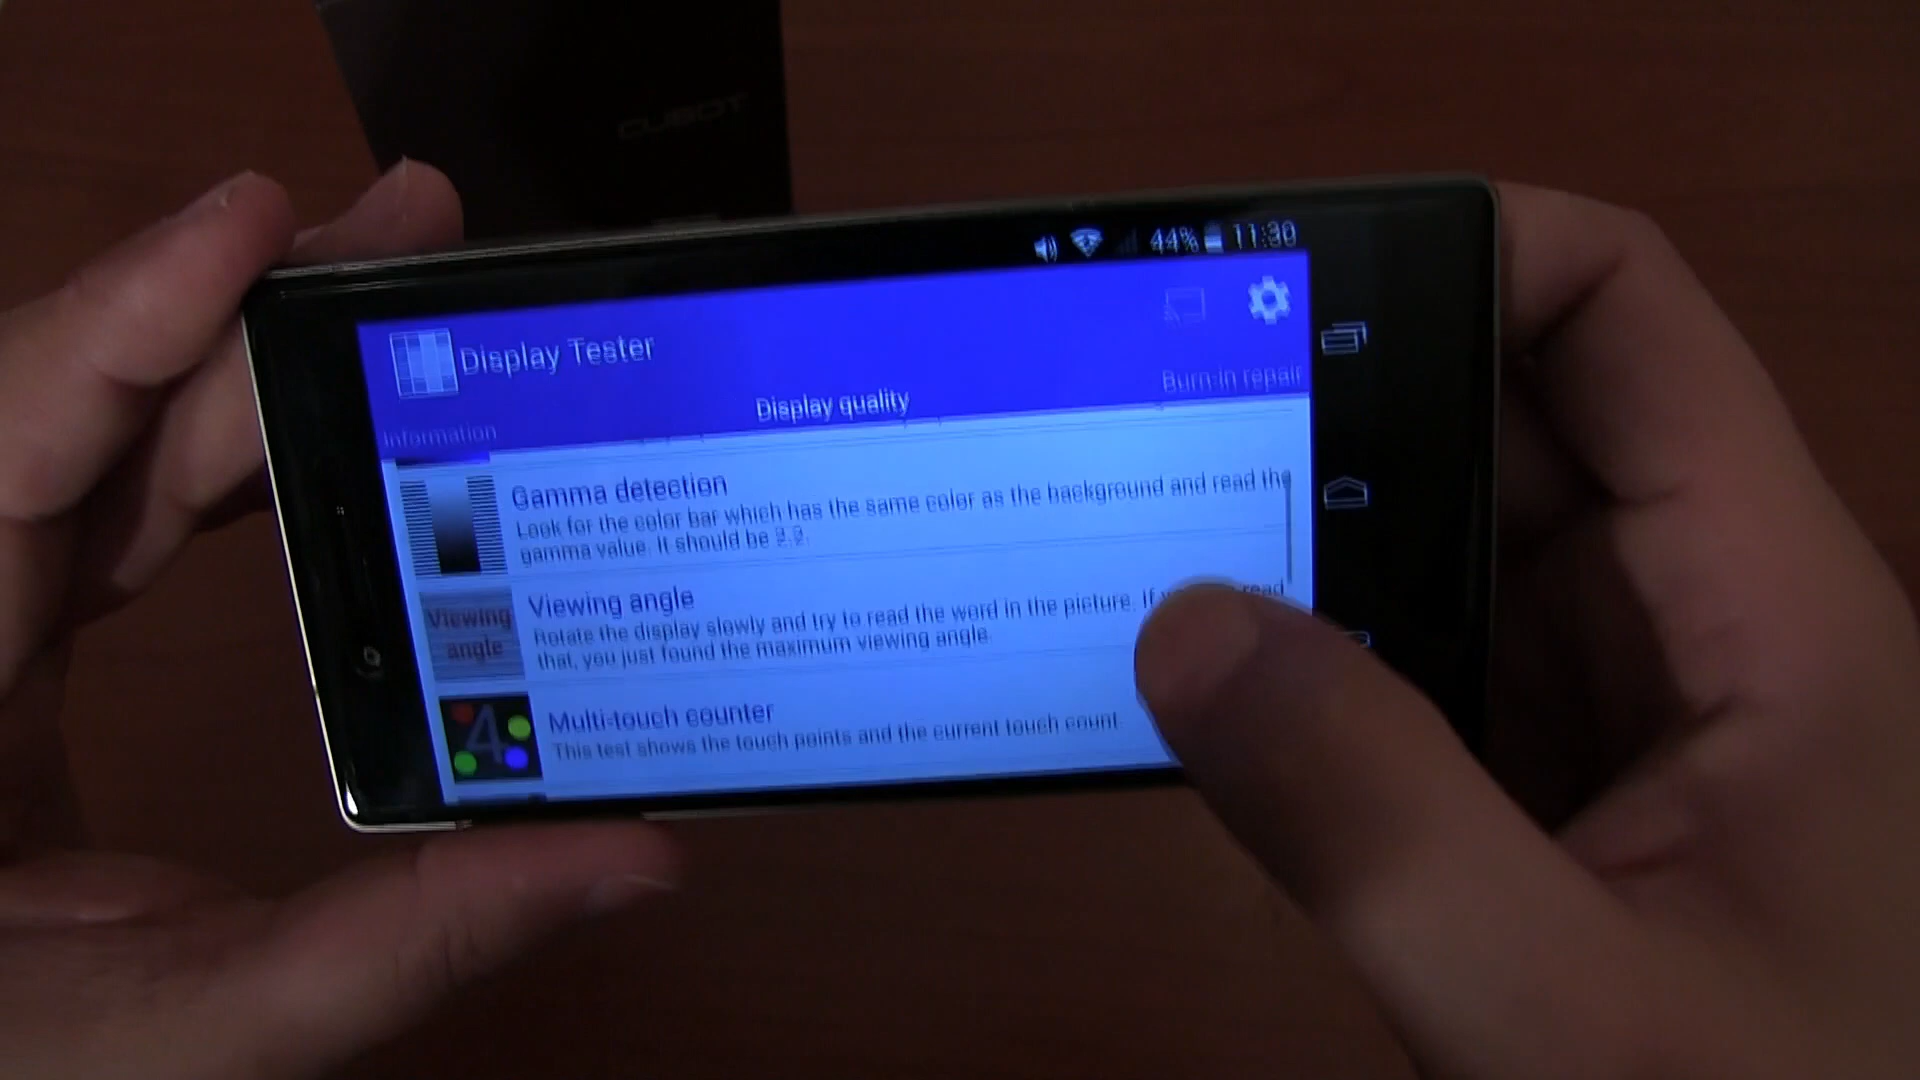 CUBOT
44% 11:30
Display Tester
Information Display quality Burn-in repair
Gamma detection
Look for the color bar which has the same color as the background and read the
gamma value. It should be 2.2.
Viewing angle
Viewing angle
Rotate the display slowly and try to read the word in the picture. If read
that, you just found the maximum viewing angle.
4
Multi-touch counter
This test shows the touch points and the current touch count.